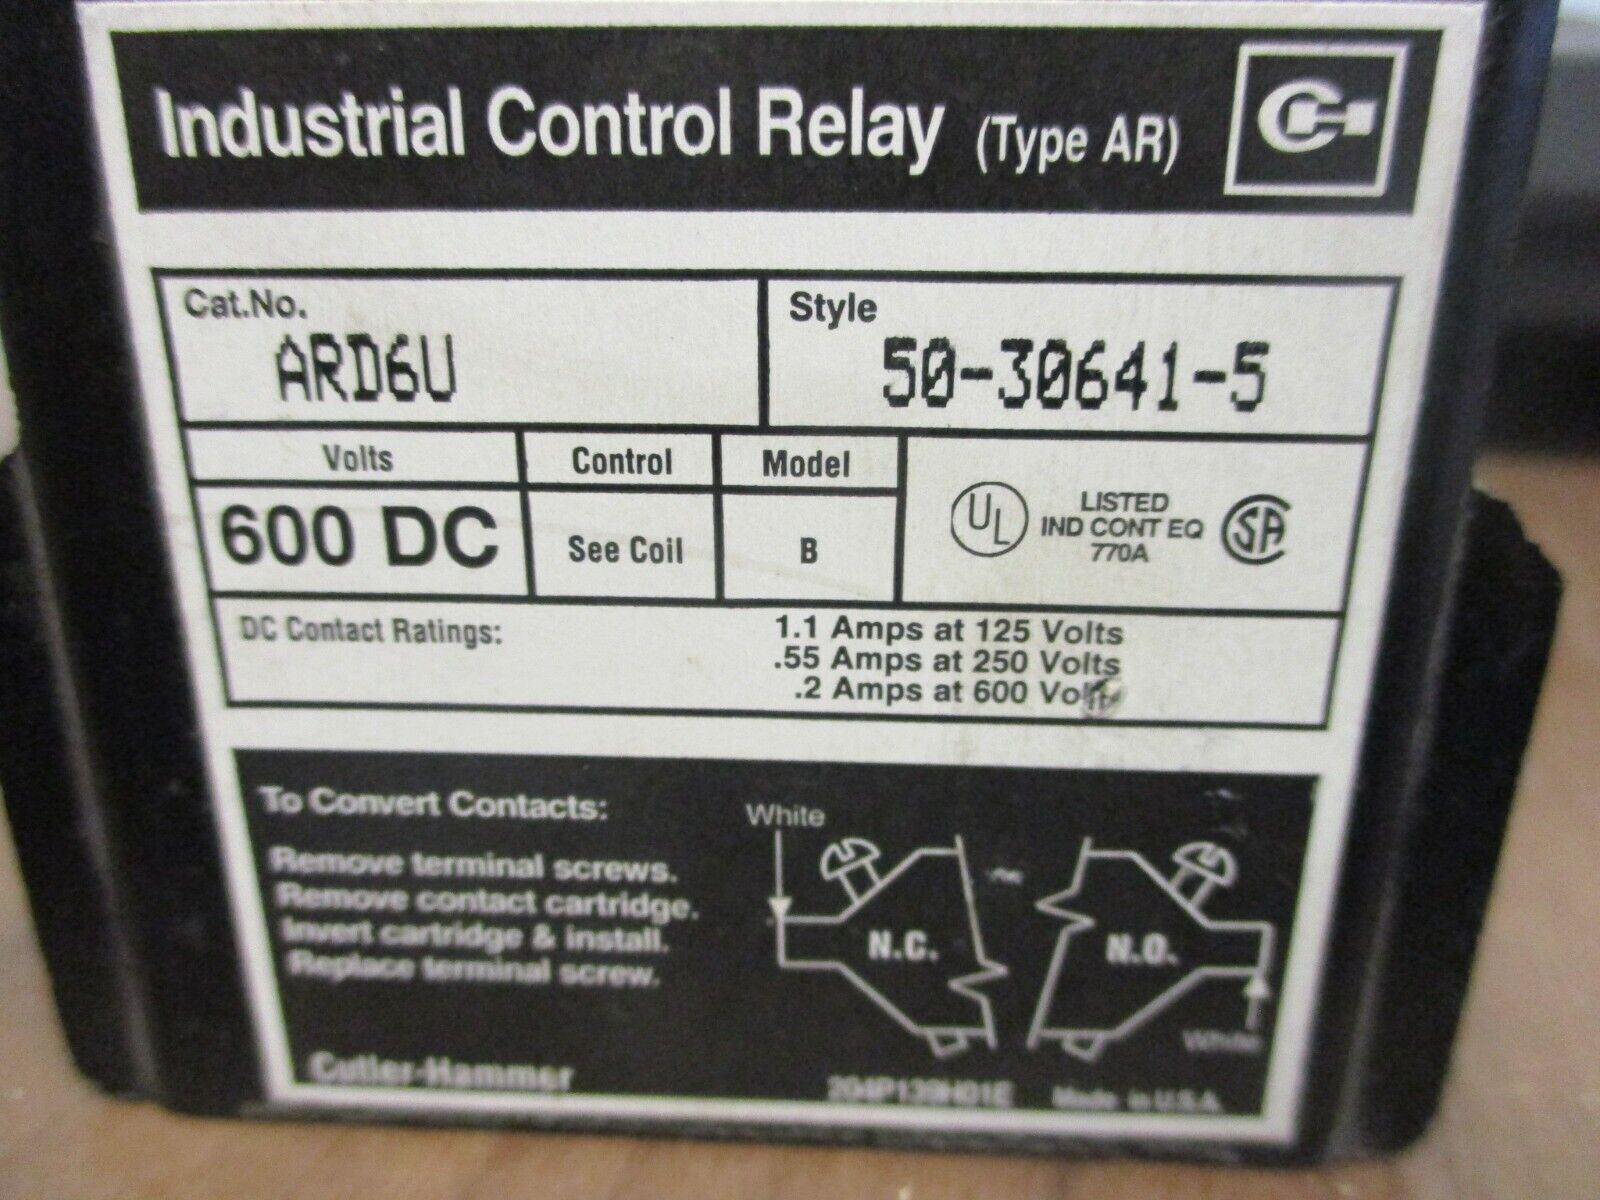 Industrial Control Relay (Type AR)
Cat.No.
ARD6U
Style
50-30641-5
Volts
Control
Model
600 DC
See Coil
B
UL
LISTED
IND CONT EQ
770A
SA
DC Contact Ratings:
1.1 Amps at 125 Volts
.55 Amps at 250 Volts
.2 Amps at 600
To Convert Contacts:
Remove terminal screws.
Remove contact cartridge.
Invert cartridge & install.
Replace terminal screw.
White
N.C.
N.O.
White
Cutler-Hammer
204P139H01E
Made in U.S.A.